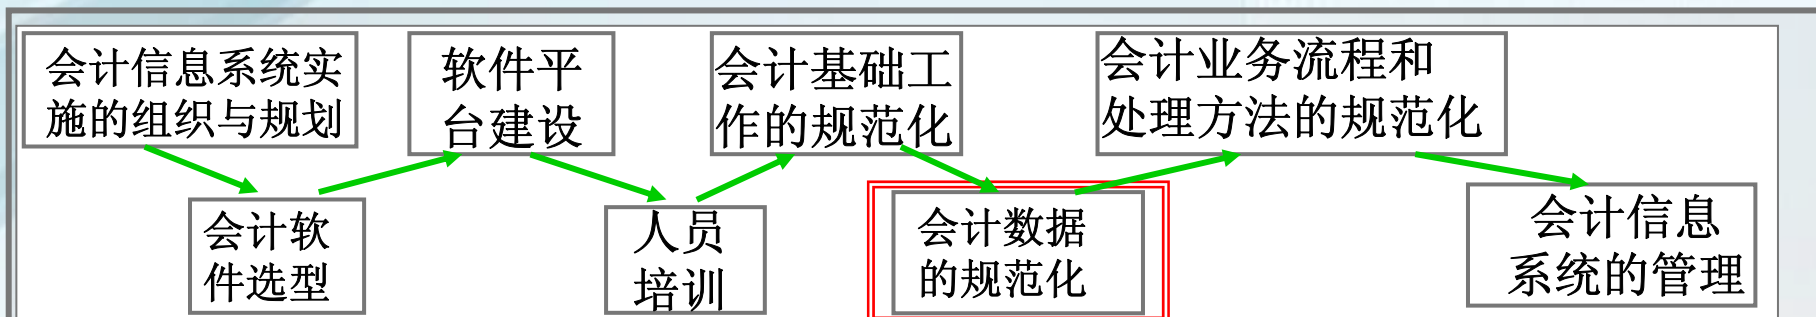 会计信息系统实
施的组织与规划
会计软
件选型
软件平
台建设
人员
培训
会计基础工
作的规范化
会计数据
的规范化
会计业务流程和
处理方法的规范化
会计信息
系统的管理